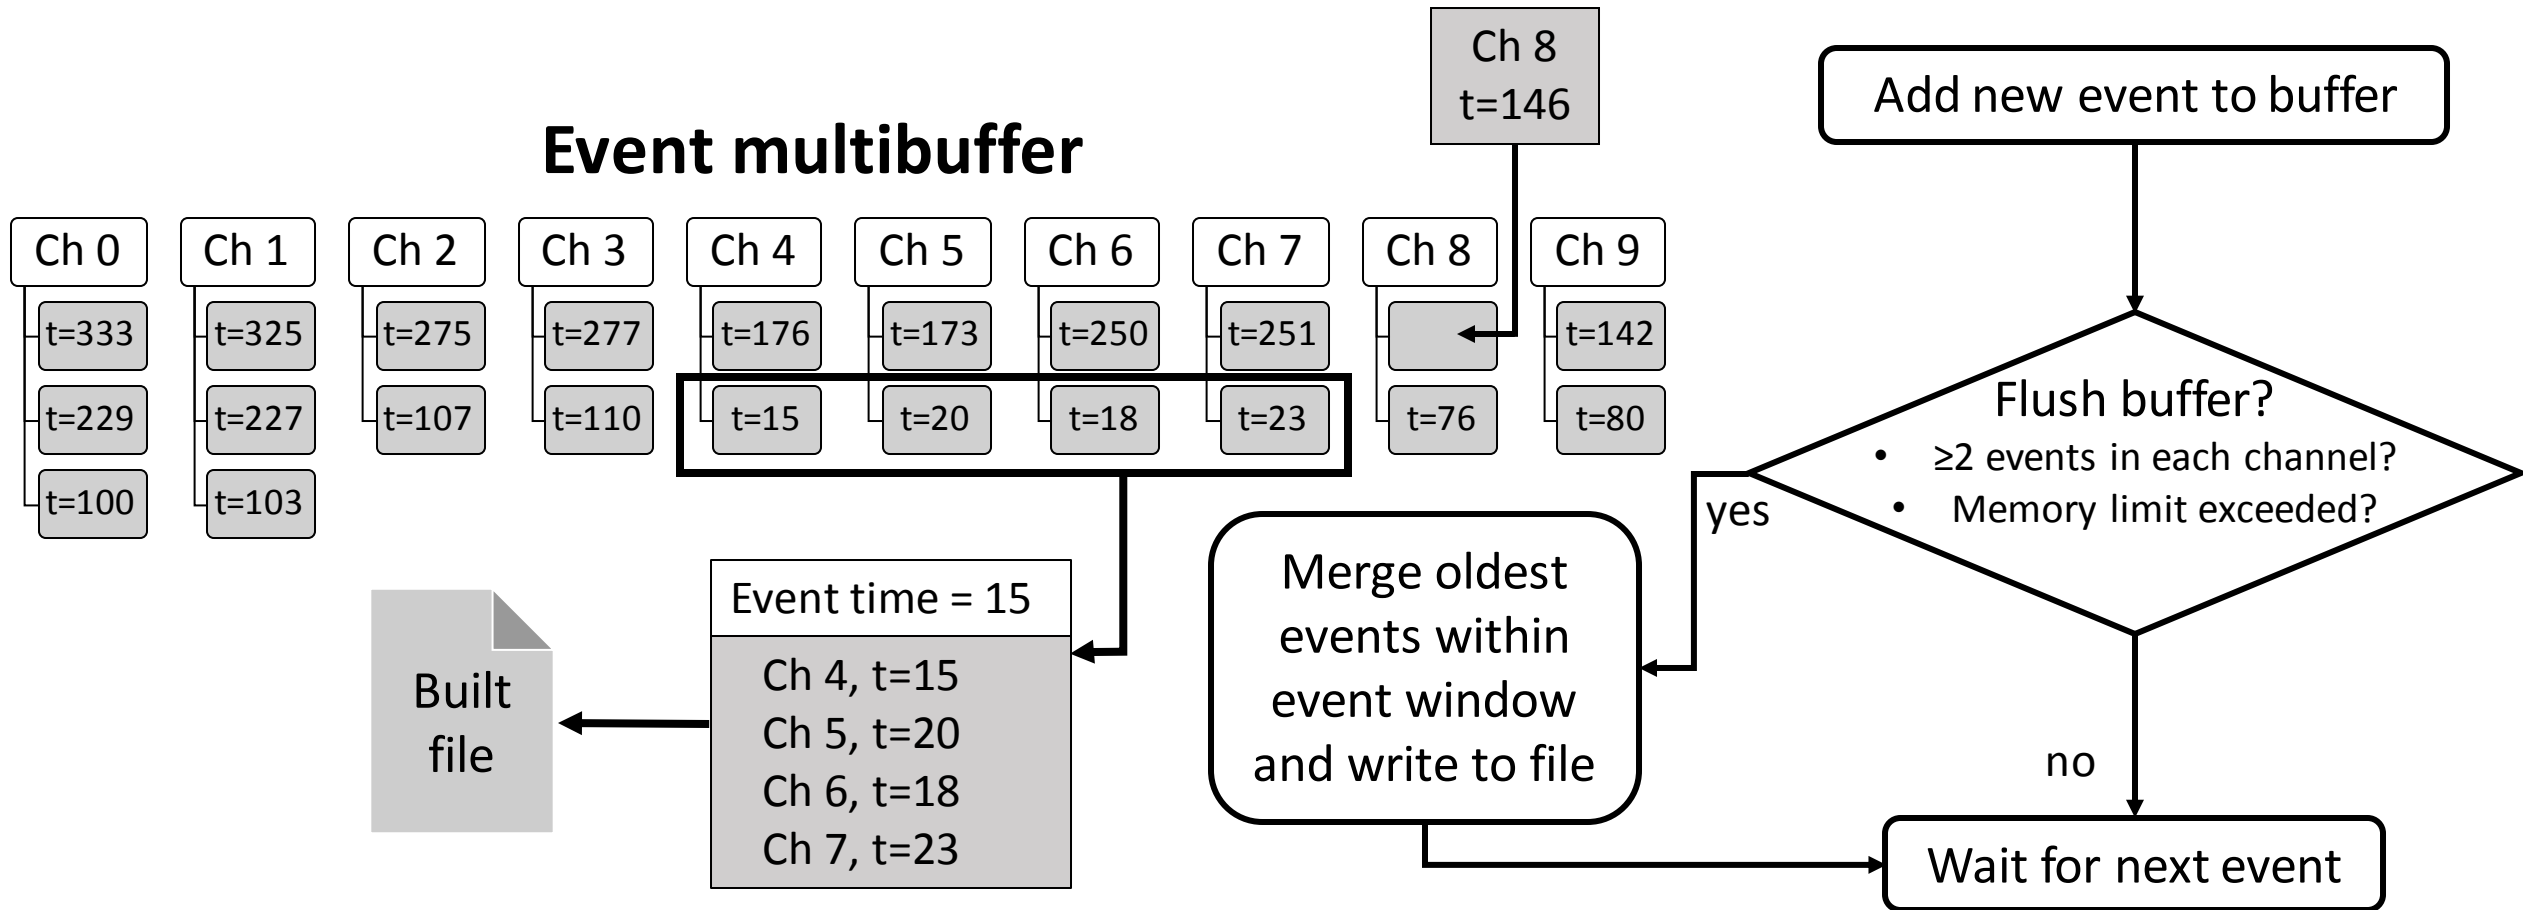 Ch 8
t=146
Add new event to buffer
Event multibuffer
Ch 0
Ch 1
Ch 2
Ch 3
Ch 4
Ch 5
Ch 6
Ch 7
Ch 8
Ch 9
t=333
t=325
t=275
t=277
t=176
t=173
t=250
t=251
t=142
t=229
t=227
t=107
t=110
t=15
t=20
t=18
t=23
t=76
t=80
t=100
t=103
Flush buffer?
• ≥2 events in each channel?
• Memory limit exceeded?
yes
no
Merge oldest
events within
event window
and write to file
Wait for next event
Event time = 15
Ch 4, t=15
Ch 5, t=20
Ch 6, t=18
Ch 7, t=23
Built
file